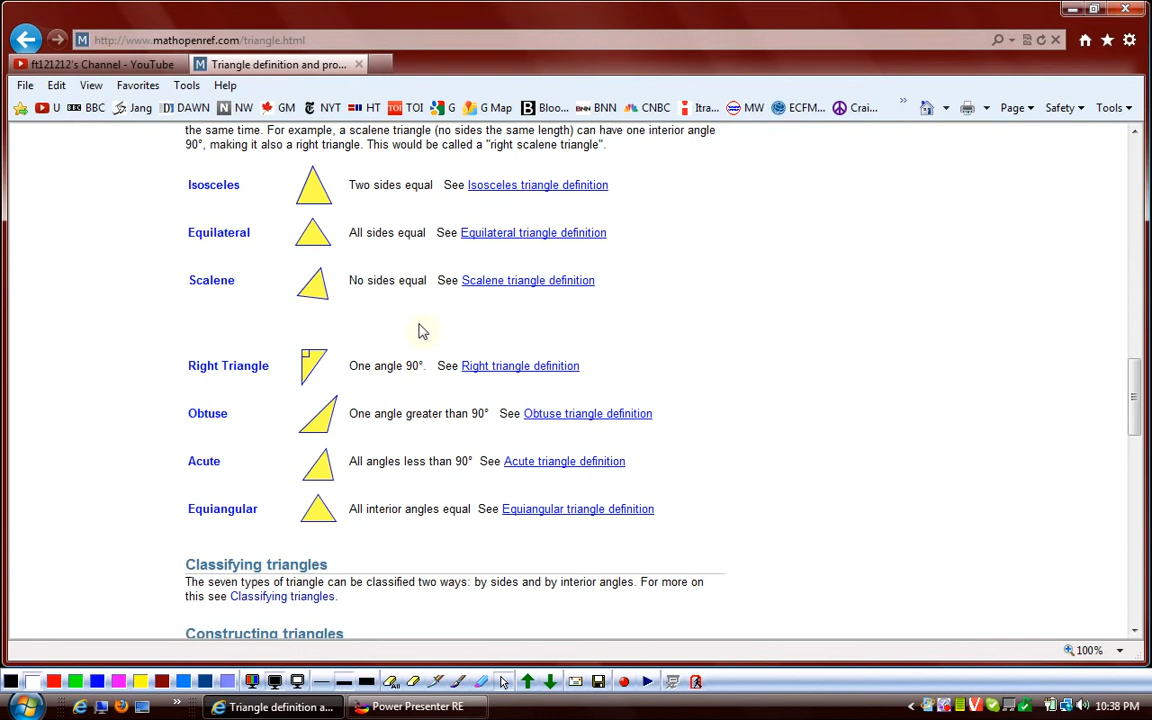 http://www.mathopenref.com/triangle.html
ft121212's Channel - YouTube
Triangle definition and pro...
File Edit View Favorites Tools Help
U BBC Jang DAWN NW GM NYT HT TOI G G Map Bloo... BNN CNBC Itra... MW ECFM... Crai... Page Safety Tools
the same time. For example, a scalene triangle (no sides the same length) can have one interior angle
90°, making it also a right triangle. This would be called a "right scalene triangle".
Isosceles Two sides equal See Isosceles triangle definition
Equilateral All sides equal See Equilateral triangle definition
Scalene No sides equal See Scalene triangle definition
Right Triangle One angle 90°. See Right triangle definition
Obtuse One angle greater than 90° See Obtuse triangle definition
Acute All angles less than 90° See Acute triangle definition
Equiangular All interior angles equal See Equiangular triangle definition
Classifying triangles
The seven types of triangle can be classified two ways: by sides and by interior angles. For more on
this see Classifying triangles.
Constructing triangles
100%
Triangle definition a... Power Presenter RE 10:38 PM